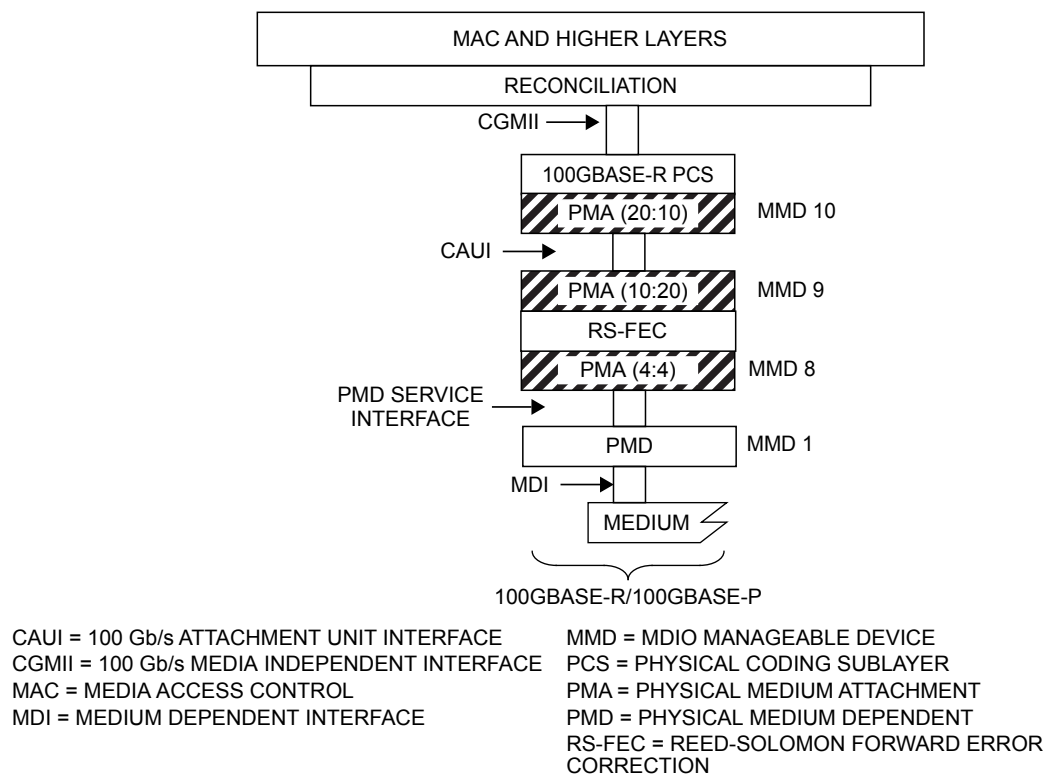 MAC AND HIGHER LAYERS
RECONCILIATION
CGMII
100GBASE-R PCS
PMA (20:10)
MMD 10
CAUI
PMA (10:20)
MMD 9
RS-FEC
PMA (4:4)
MMD 8
PMD SERVICE
INTERFACE
PMD
MMD 1
MDI
MEDIUM
100GBASE-R/100GBASE-P
CAUI = 100 Gb/s ATTACHMENT UNIT INTERFACE
CGMII = 100 Gb/s MEDIA INDEPENDENT INTERFACE
MAC = MEDIA ACCESS CONTROL
MDI = MEDIUM DEPENDENT INTERFACE
MMD = MDIO MANAGEABLE DEVICE
PCS = PHYSICAL CODING SUBLAYER
PMA = PHYSICAL MEDIUM ATTACHMENT
PMD = PHYSICAL MEDIUM DEPENDENT
RS-FEC = REED-SOLOMON FORWARD ERROR
CORRECTION